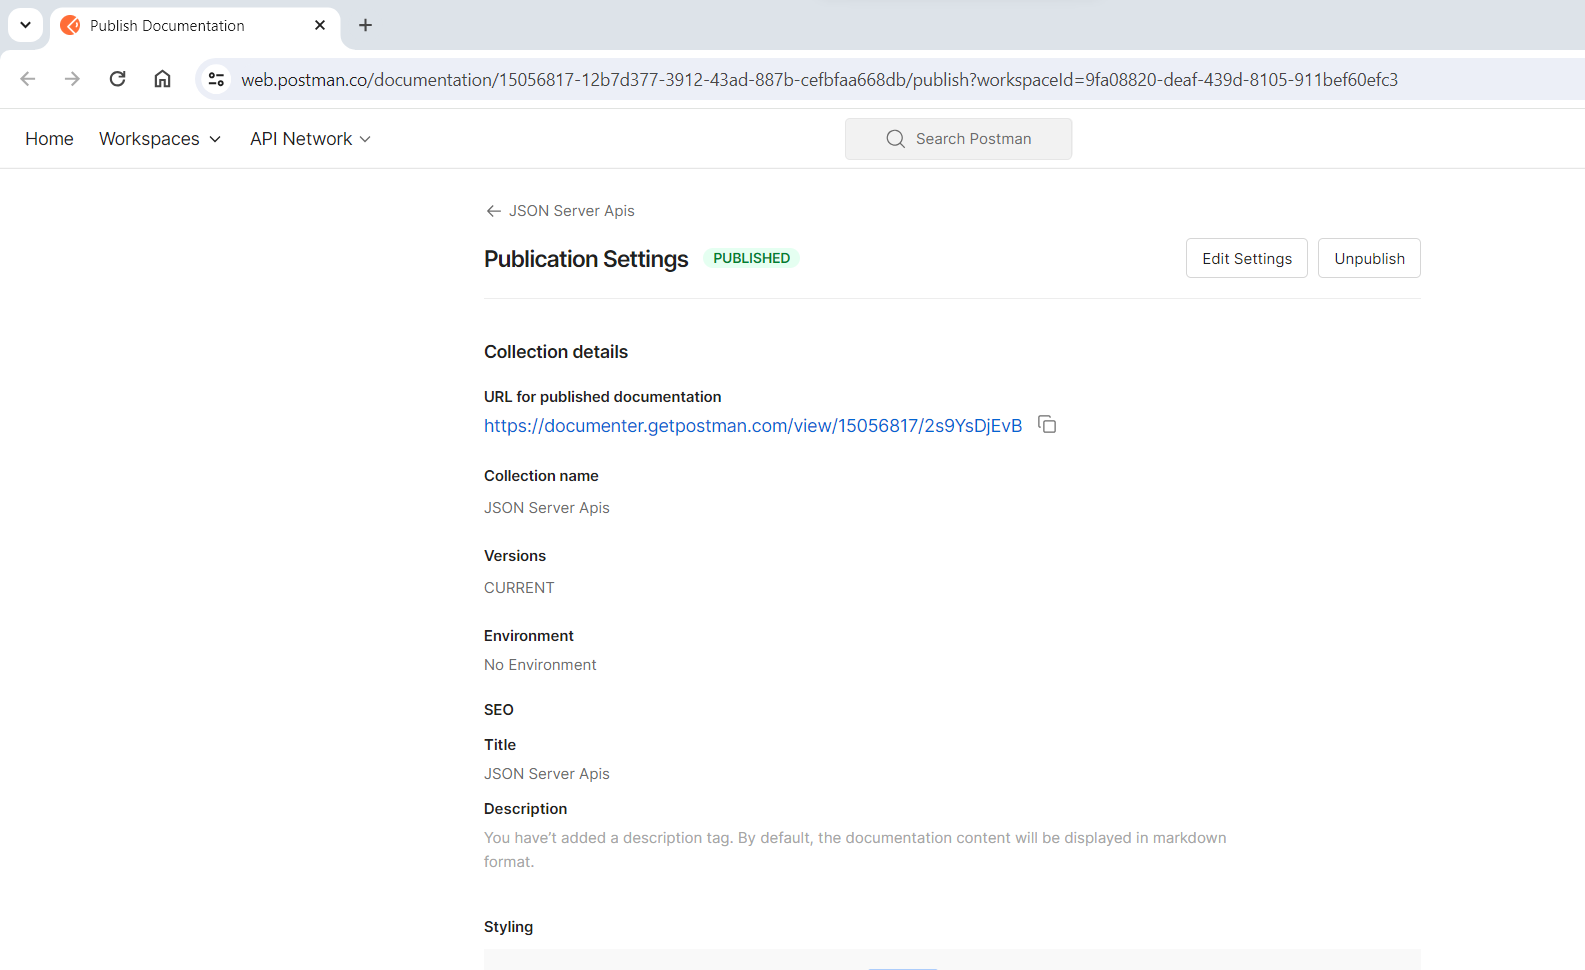 Publish Documentation
web.postman.co/documentation/15056817-12b7d377-3912-43ad-887b-cefbfaa668db/publish?workspaceId=9fa08820-deaf-439d-8105-911bef60efc3
Home Workspaces API Network Search Postman
JSON Server Apis
Publication Settings PUBLISHED Edit Settings Unpublish
Collection details
URL for published documentation
https://documenter.getpostman.com/view/15056817/2s9YsDjEvB
Collection name
JSON Server Apis
Versions
CURRENT
Environment
No Environment
SEO
Title
JSON Server Apis
Description
You have't added a description tag. By default, the documentation content will be displayed in markdown
format.
Styling